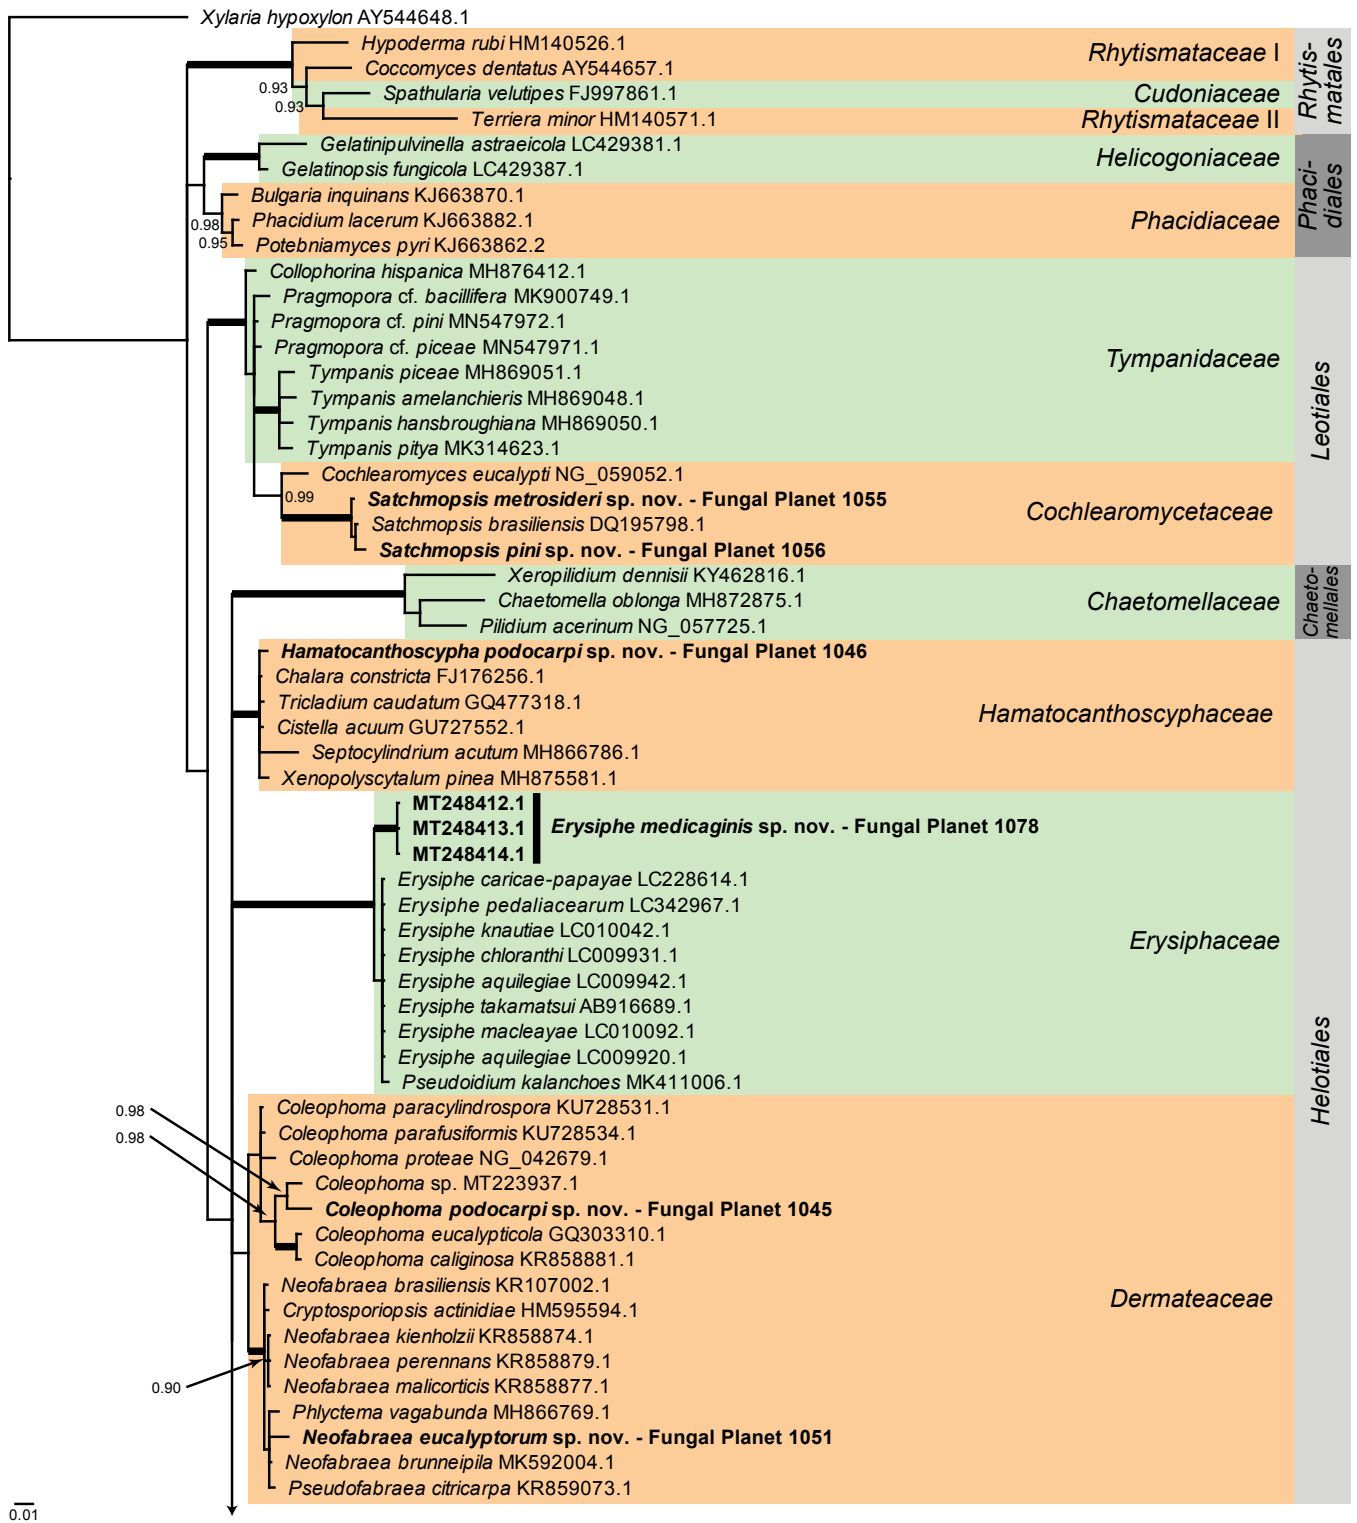 Xylaria hypoxylon AY544648.1
Hypoderma rubi HM140526.1
Coccomyces dentatus AY544657.1
Rhytismataceae I
0.93
Spathularia velutipes FJ997861.1
Cudoniaceae
0.93
Terriera minor HM140571.1
Rhytismataceae II
Rhytis-
matales
Gelatinipulvinella astraeicola LC429381.1
Gelatinopsis fungicola LC429387.1
Helicogoniaceae
Bulgaria inquinans KJ663870.1
0.98
Phacidium lacerum KJ663882.1
0.95
Potebniamyces pyri KJ663862.2
Phacidiaceae
Phaci-
diales
Collophorina hispanica MH876412.1
Pragmopora cf. bacillifera MK900749.1
Pragmopora cf. pini MN547972.1
Pragmopora cf. piceae MN547971.1
Tympanis piceae MH869051.1
Tympanis amelanchieris MH869048.1
Tympanis hansbroughiana MH869050.1
Tympanis pitya MK314623.1
Tympanidaceae
Cochlearomyces eucalypti NG_059052.1
0.99
Satchmopsis metrosideri sp. nov. - Fungal Planet 1055
Satchmopsis brasiliensis DQ195798.1
Satchmopsis pini sp. nov. - Fungal Planet 1056
Cochlearomycetaceae
Leotiales
Xeropilidium dennisii KY462816.1
Chaetomella oblonga MH872875.1
Pilidium acerinum NG_057725.1
Chaetomellaceae
Chaeto-
mellales
Hamatocanthoscypha podocarpi sp. nov. - Fungal Planet 1046
Chalara constricta FJ176256.1
Tricladium caudatum GQ477318.1
Cistella acuum GU727552.1
Septocylindrium acutum MH866786.1
Xenopolyscytalum pinea MH875581.1
Hamatocanthoscyphaceae
MT248412.1
MT248413.1
MT248414.1
Erysiphe medicaginis sp. nov. - Fungal Planet 1078
Erysiphe caricae-papayae LC228614.1
Erysiphe pedaliacearum LC342967.1
Erysiphe knautiae LC010042.1
Erysiphe chloranthi LC009931.1
Erysiphe aquilegiae LC009942.1
Erysiphe takamatsui AB916689.1
Erysiphe macleayae LC010092.1
Erysiphe aquilegiae LC009920.1
Pseudoidium kalanchoes MK411006.1
Erysiphaceae
Coleophoma paracylindrospora KU728531.1
0.98
Coleophoma parafusiformis KU728534.1
0.98
Coleophoma proteae NG_042679.1
Coleophoma sp. MT223937.1
Coleophoma podocarpi sp. nov. - Fungal Planet 1045
Coleophoma eucalypticola GQ303310.1
Coleophoma caliginosa KR858881.1
Neofabraea brasiliensis KR107002.1
Cryptosporiopsis actinidiae HM595594.1
Neofabraea kienholzii KR858874.1
Neofabraea perennans KR858879.1
Neofabraea malicorticis KR858877.1
0.90
Phlyctema vagabunda MH866769.1
Neofabraea eucalyptorum sp. nov. - Fungal Planet 1051
Neofabraea brunneipila MK592004.1
Pseudofabraea citricarpa KR859073.1
Dermateaceae
Helotiales
0.01